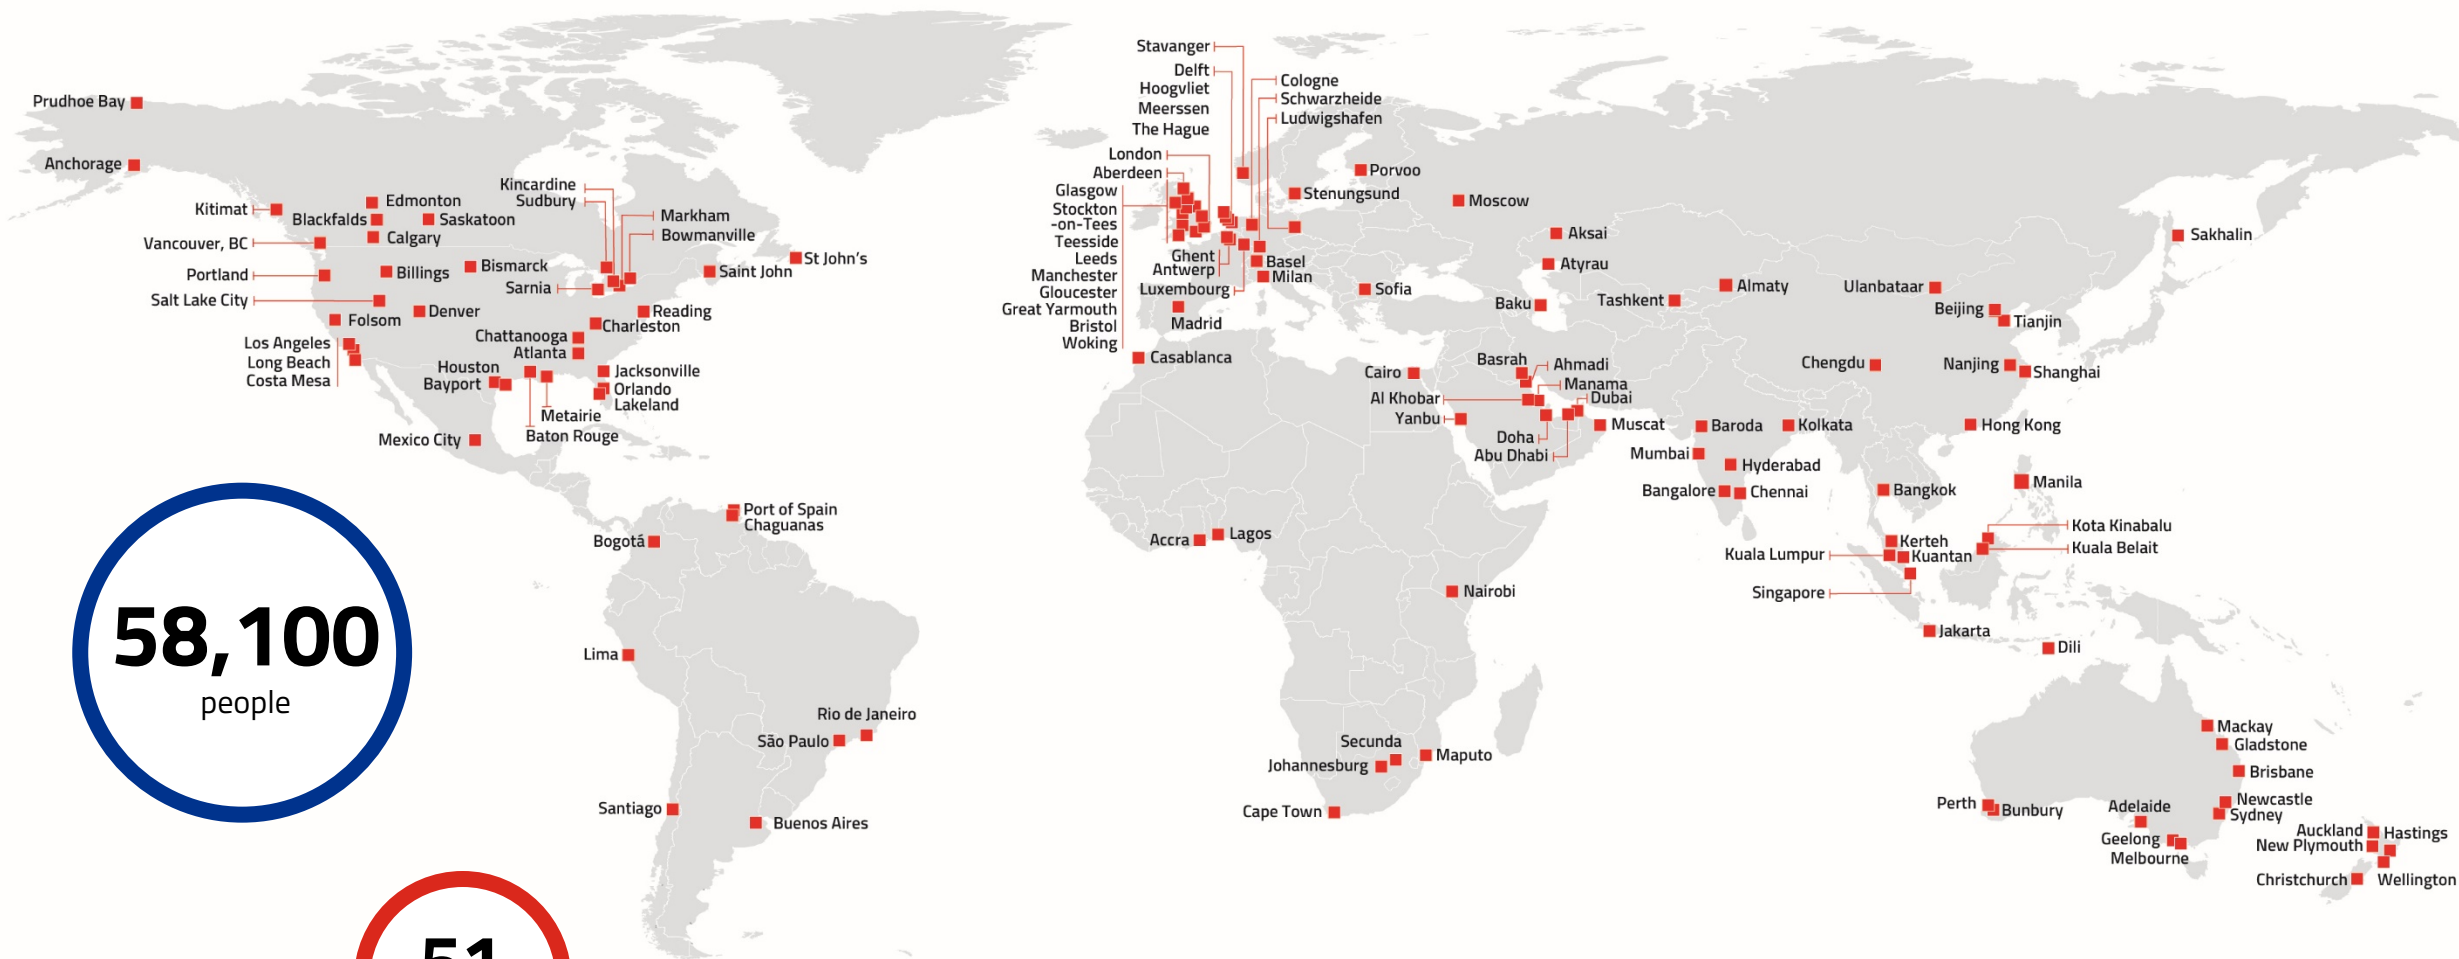 Prudhoe Bay
Anchorage
Kitimat
Vancouver, BC
Portland
Salt Lake City
Edmonton
Blackfalds
Saskatoon
Calgary
Billings
Bismarck
Folsom
Denver
Los Angeles
Long Beach
Costa Mesa
Kincardine
Sudbury
Markham
Bowmanville
Sarnia
Saint John
St John's
Reading
Charleston
Chattanooga
Atlanta
Houston
Bayport
Jacksonville
Orlando
Lakeland
Metairie
Baton Rouge
Mexico City
Port of Spain
Chaguanas
Bogotá
Lima
Rio de Janeiro
São Paulo
Santiago
Buenos Aires
58,100
people
51
Stavanger
Delft
Hoogvliet
Meerssen
The Hague
Cologne
Schwarzheide
Ludwigshafen
London
Aberdeen
Glasgow
Stockton
-on-Tees
Teesside
Leeds
Manchester
Gloucester
Great Yarmouth
Bristol
Woking
Ghent
Antwerp
Luxembourg
Basel
Milan
Madrid
Casablanca
Porvoo
Stenungsund
Moscow
Sofia
Aksai
Atyrau
Baku
Tashkent
Almaty
Cairo
Basrah
Ahmadi
Manama
Al Khobar
Dubai
Yanbu
Muscat
Doha
Abu Dhabi
Accra
Lagos
Nairobi
Secunda
Johannesburg
Maputo
Cape Town
Sakhalin
Ulanbataar
Beijing
Tianjin
Chengdu
Nanjing
Shanghai
Baroda
Kolkata
Hong Kong
Mumbai
Hyderabad
Bangalore
Chennai
Bangkok
Manila
Kota Kinabalu
Kerteh
Kuala Lumpur
Kuantan
Kuala Belait
Singapore
Jakarta
Dili
Mackay
Gladstone
Brisbane
Newcastle
Sydney
Perth
Bunbury
Adelaide
Geelong
Melbourne
Auckland
Hastings
New Plymouth
Christchurch
Wellington